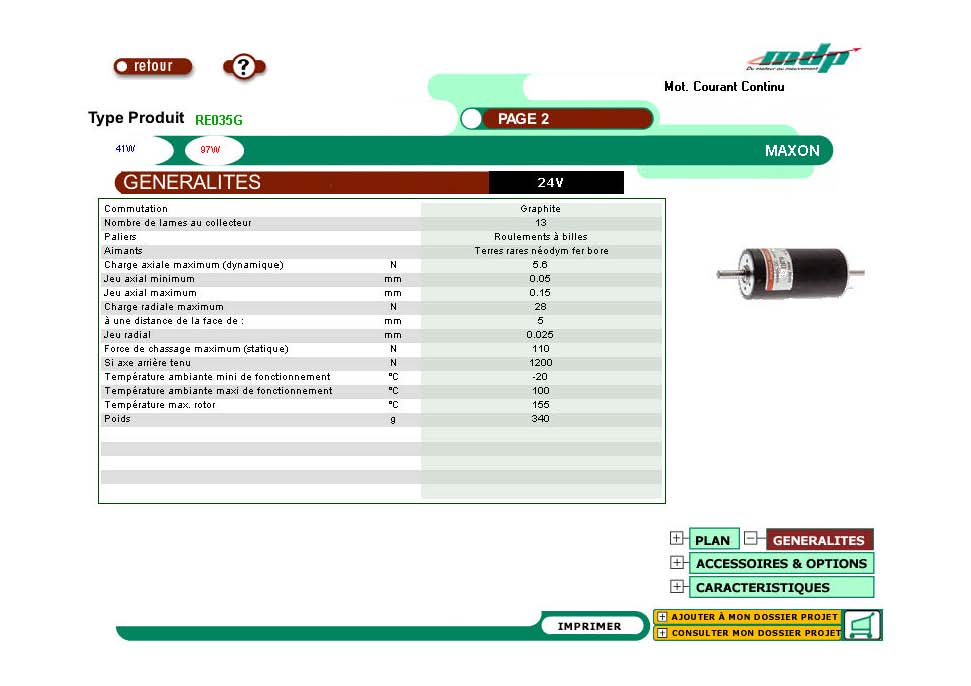 retour
?
mdp
Du moteur au mouvement
Mot. Courant Continu
Type Produit RE035G
PAGE 2
41W 97W MAXON
GENERALITES 24V
Commutation Graphite
Nombre de lames au collecteur 13
Paliers Roulements à billes
Aimants Terres rares néodym fer bore
Charge axiale maximum (dynamique) N 5.6
Jeu axial minimum mm 0.05
Jeu axial maximum mm 0.15
Charge radiale maximum N 28
à une distance de la face de : mm 5
Jeu radial mm 0.025
Force de chassage maximum (statique) N 110
Si axe arrière tenu N 1200
Température ambiante mini de fonctionnement °C -20
Température ambiante maxi de fonctionnement °C 100
Température max. rotor °C 155
Poids g 340
PLAN GENERALITES
ACCESSOIRES & OPTIONS
CARACTERISTIQUES
IMPRIMER
AJOUTER À MON DOSSIER PROJET
CONSULTER MON DOSSIER PROJET